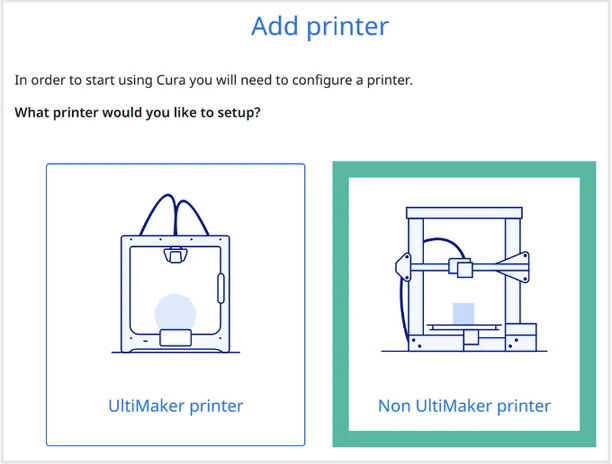 Add printer
In order to start using Cura you will need to configure a printer.
What printer would you like to setup?
UltiMaker printer
Non UltiMaker printer